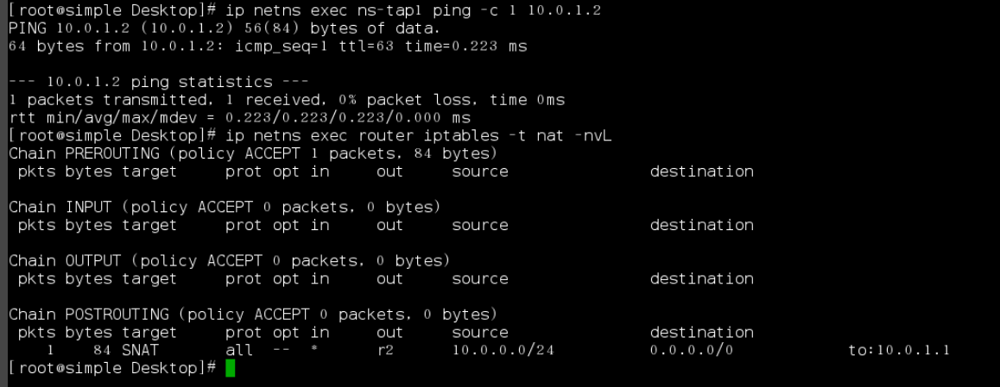 [root@simple Desktop]# ip netns exec ns-tap1 ping -c 1 10.0.1.2
PING 10.0.1.2 (10.0.1.2) 56(84) bytes of data.
64 bytes from 10.0.1.2: icmp_seq=1 ttl=63 time=0.223 ms
--- 10.0.1.2 ping statistics ---
1 packets transmitted, 1 received, 0% packet loss, time 0ms
rtt min/avg/max/mdev = 0.223/0.223/0.223/0.000 ms
[root@simple Desktop]# ip netns exec router iptables -t nat -nvL
Chain PREROUTING (policy ACCEPT 1 packets, 84 bytes)
 pkts bytes target     prot opt in     out     source               destination
Chain INPUT (policy ACCEPT 0 packets, 0 bytes)
 pkts bytes target     prot opt in     out     source               destination
Chain OUTPUT (policy ACCEPT 0 packets, 0 bytes)
 pkts bytes target     prot opt in     out     source               destination
Chain POSTROUTING (policy ACCEPT 0 packets, 0 bytes)
 pkts bytes target     prot opt in     out     source               destination
    1    84 SNAT       all  --  *      r2      10.0.0.0/24          0.0.0.0/0            to:10.0.1.1
[root@simple Desktop]#